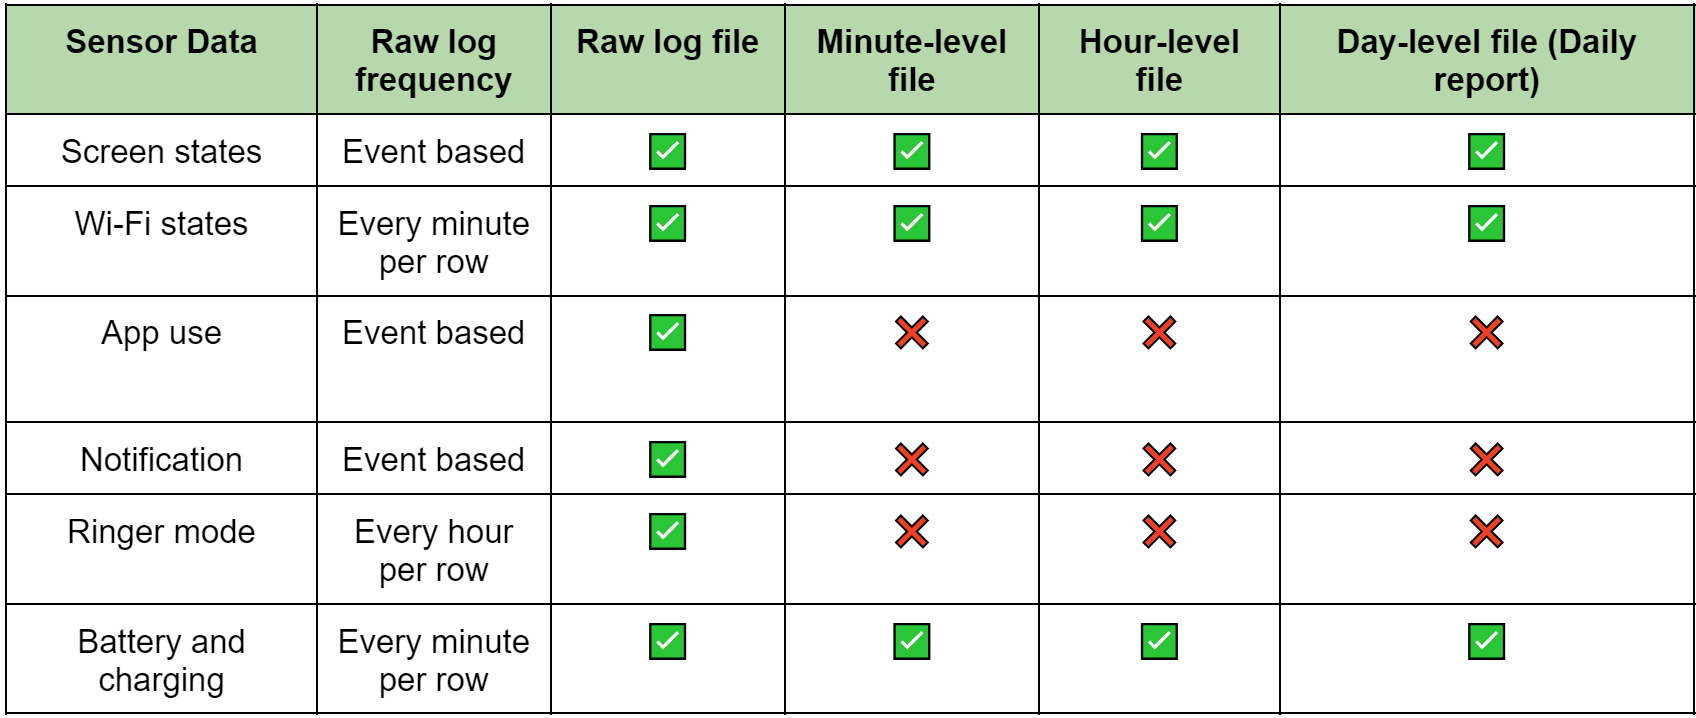 Sensor Data
Raw log
frequency
Raw log file
Minute-level
file
Hour-level
file
Day-level file (Daily
report)
Screen states
Event based
Wi-Fi states
Every minute
per row
App use
Event based
Notification
Event based
Ringer mode
Every hour
per row
Battery and
charging
Every minute
per row